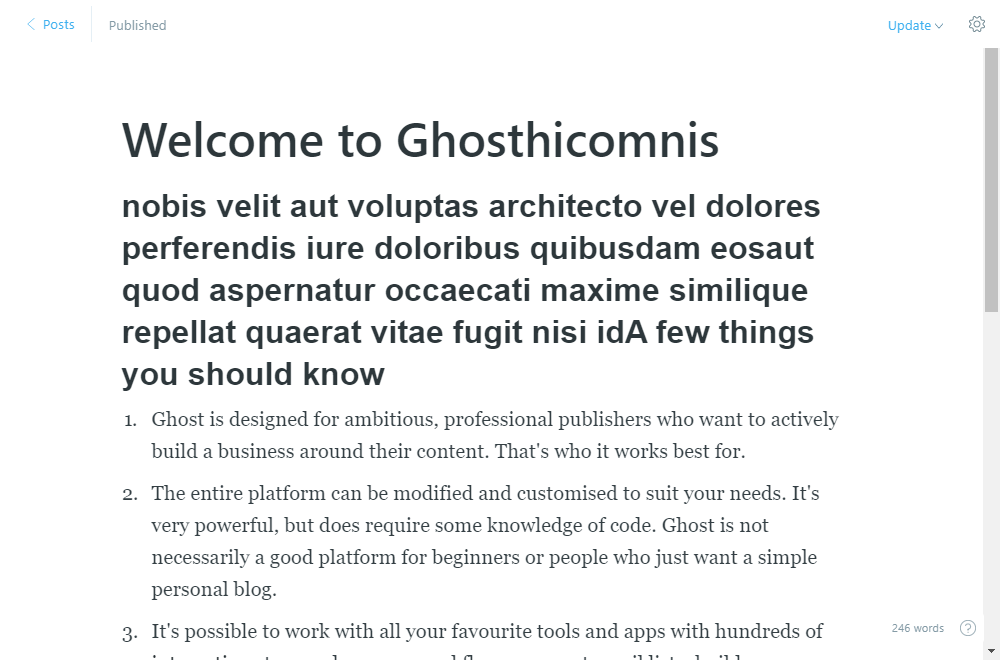 Posts
Published
Update
Welcome to Ghosthicomnis
nobis velit aut voluptas architecto vel dolores
perferendis iure doloribus quibusdam eosaut
quod aspernatur occaecati maxime similique
repellat quaerat vitae fugit nisi idA few things
you should know
1. Ghost is designed for ambitious, professional publishers who want to actively
build a business around their content. That's who it works best for.
2. The entire platform can be modified and customised to suit your needs. It's
very powerful, but does require some knowledge of code. Ghost is not
necessarily a good platform for beginners or people who just want a simple
personal blog.
3. It's possible to work with all your favourite tools and apps with hundreds of
246 words